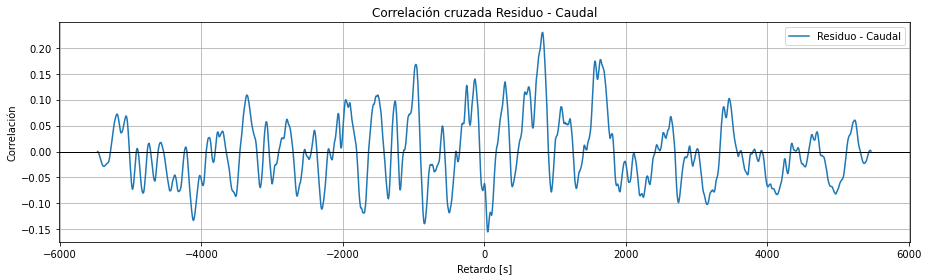 Correlación cruzada Residuo - Caudal
Residuo - Caudal
Correlación
0.20
0.15
0.10
0.05
0.00
−0.05
−0.10
−0.15
−6000 −4000 −2000 0 2000 4000 6000
Retardo [s]